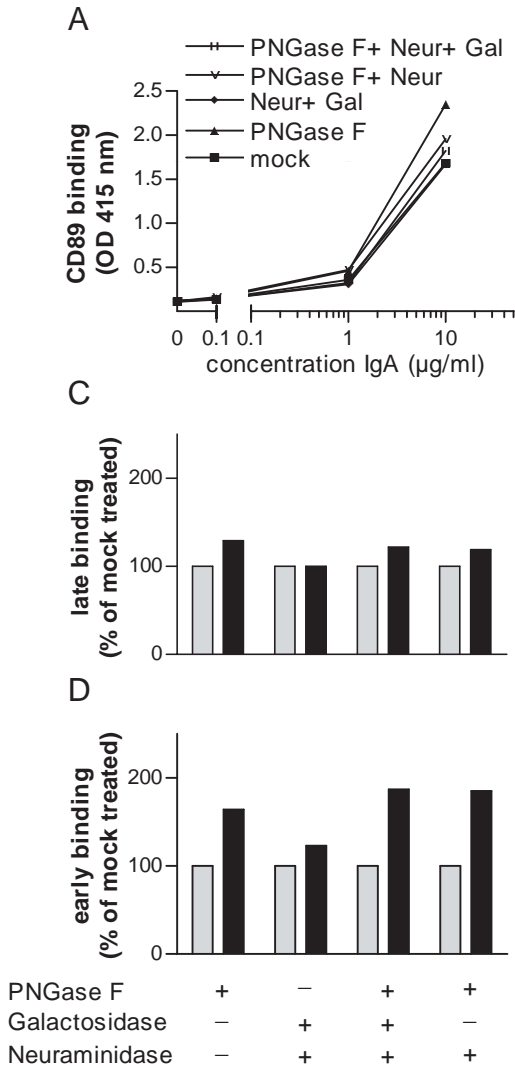 A
PNGase F+ Neur+ Gal
PNGase F+ Neur
Neur+ Gal
PNGase F
mock
CD89 binding
(OD 415 nm)
2.5
2.0
1.5
1.0
0.5
0 0.1 0.1 1 10
concentration IgA (µg/ml)
C
late binding
(% of mock treated)
200
100
0
D
early binding
(% of mock treated)
200
100
0
PNGase F + – + +
Galactosidase – + + –
Neuraminidase – + + +